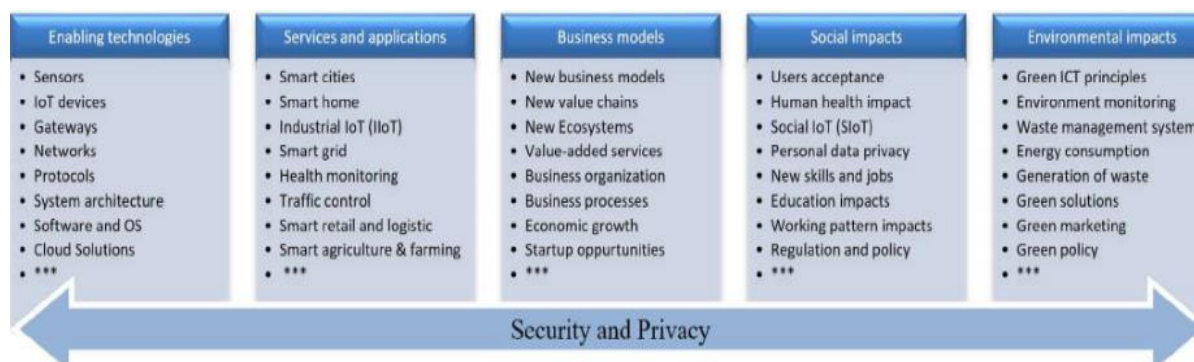 Enabling technologies
• Sensors
• IoT devices
• Gateways
• Networks
• Protocols
• System architecture
• Software and OS
• Cloud Solutions
• ***
Services and applications
• Smart cities
• Smart home
• Industrial IoT (IIoT)
• Smart grid
• Health monitoring
• Traffic control
• Smart retail and logistic
• Smart agriculture & farming
• ***
Business models
• New business models
• New value chains
• New Ecosystems
• Value-added services
• Business organization
• Business processes
• Economic growth
• Startup oppurtunities
• ***
Social impacts
• Users acceptance
• Human health impact
• Social IoT (SIoT)
• Personal data privacy
• New skills and jobs
• Education impacts
• Working pattern impacts
• Regulation and policy
• ***
Environmental impacts
• Green ICT principles
• Environment monitoring
• Waste management system
• Energy consumption
• Generation of waste
• Green solutions
• Green marketing
• Green policy
• ***
Security and Privacy